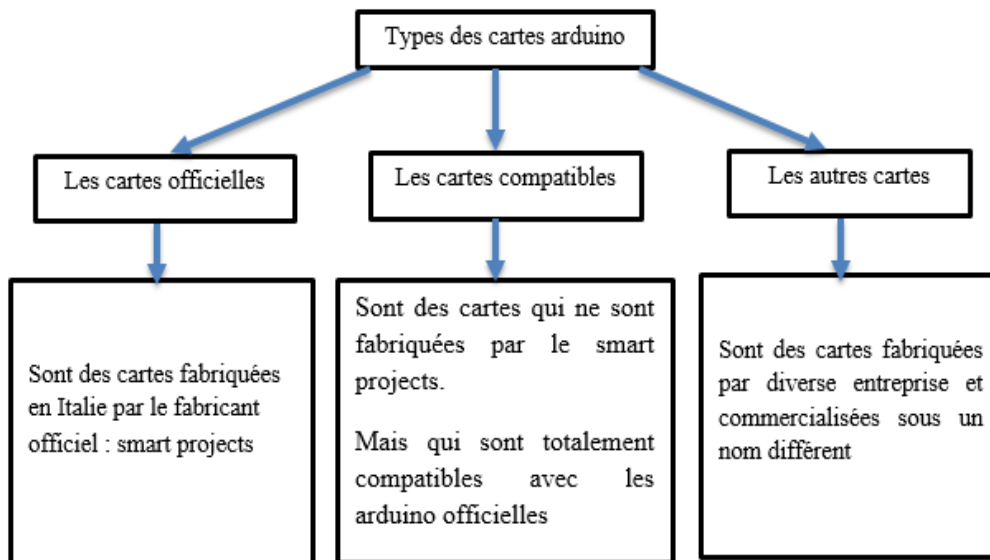 Types des cartes arduino
Les cartes officielles
Les cartes compatibles
Les autres cartes
Sont des cartes fabriquées
en Italie par le fabricant
officiel : smart projects
Sont des cartes qui ne sont
fabriquées par le smart
projects.
Mais qui sont totalement
compatibles avec les
arduino officielles
Sont des cartes fabriquées
par diverse entreprise et
commercialisées sous un
nom différent